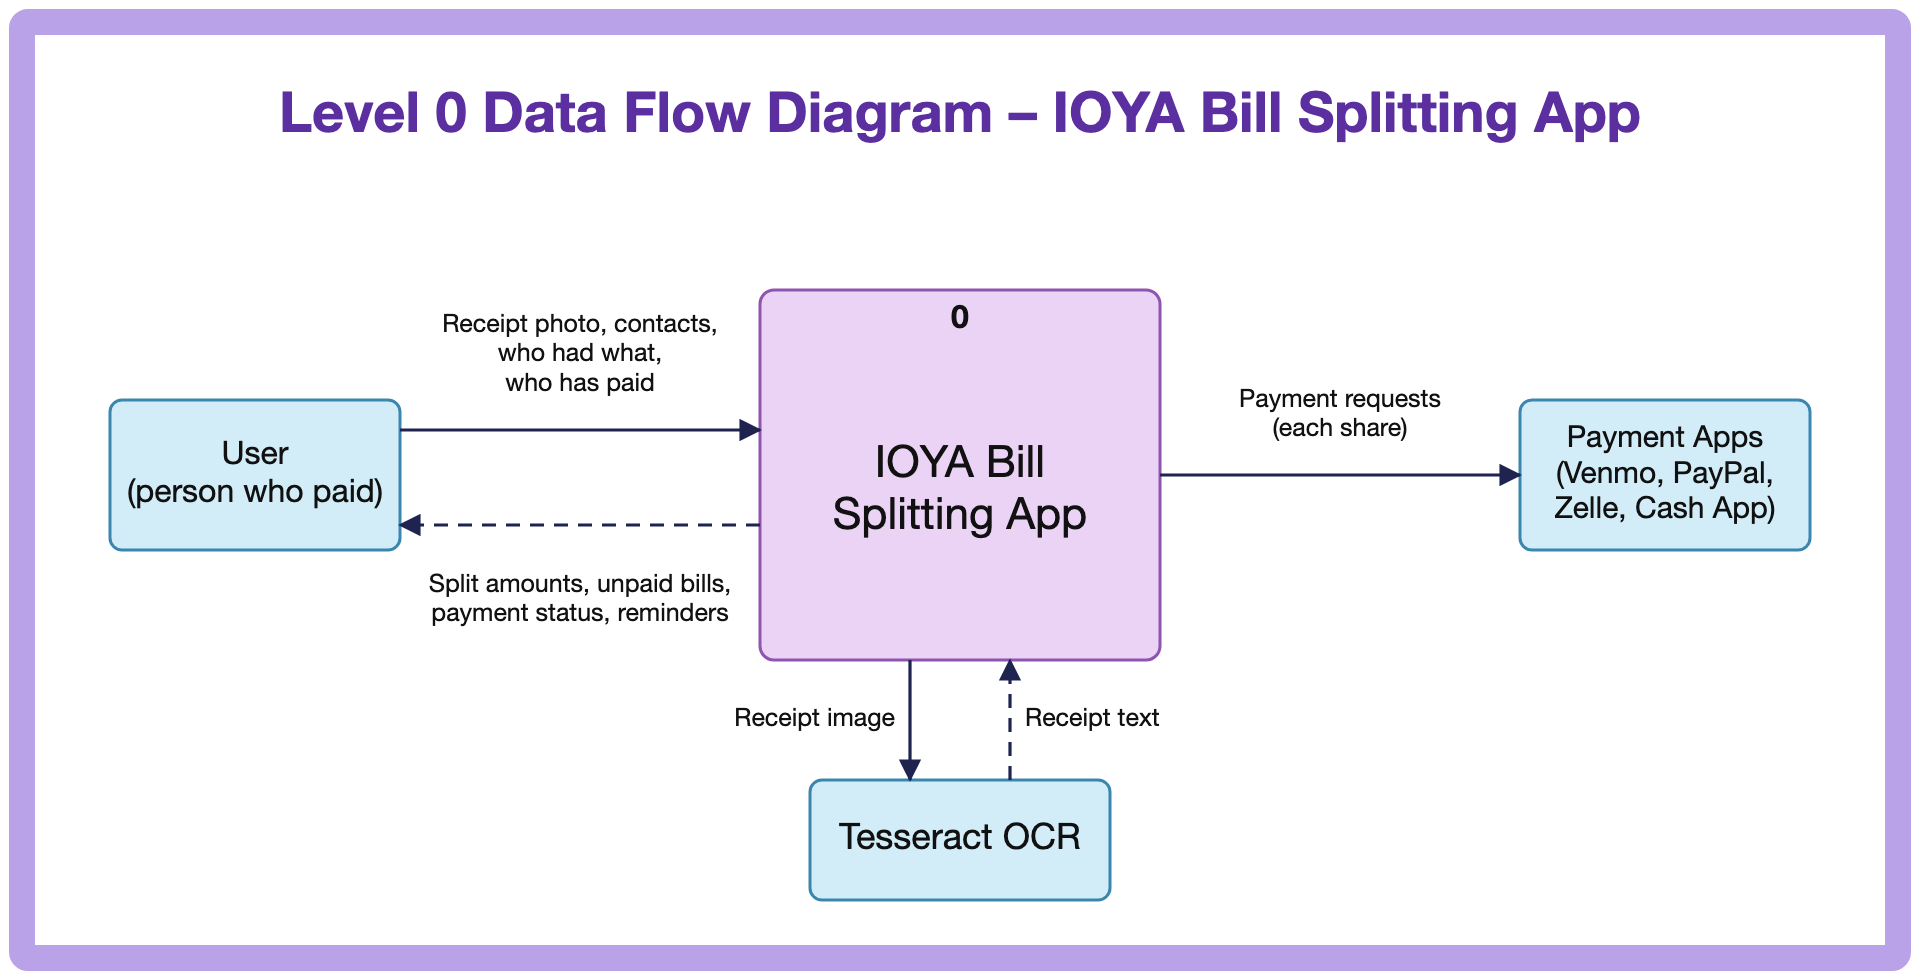 Level 0 Data Flow Diagram – IOYA Bill Splitting App
Receipt photo, contacts,
who had what,
who has paid
User
(person who paid)
Split amounts, unpaid bills,
payment status, reminders
0
IOYA Bill
Splitting App
Payment requests
(each share)
Payment Apps
(Venmo, PayPal,
Zelle, Cash App)
Receipt image
Receipt text
Tesseract OCR